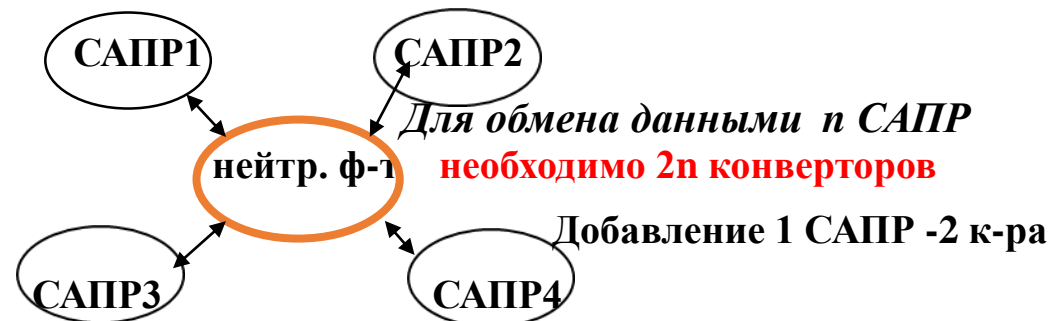 САПР1
САПР2
Для обмена данными n САПР
нейтр. ф-т
необходимо 2n конверторов
Добавление 1 САПР -2 к-ра
САПР3
САПР4